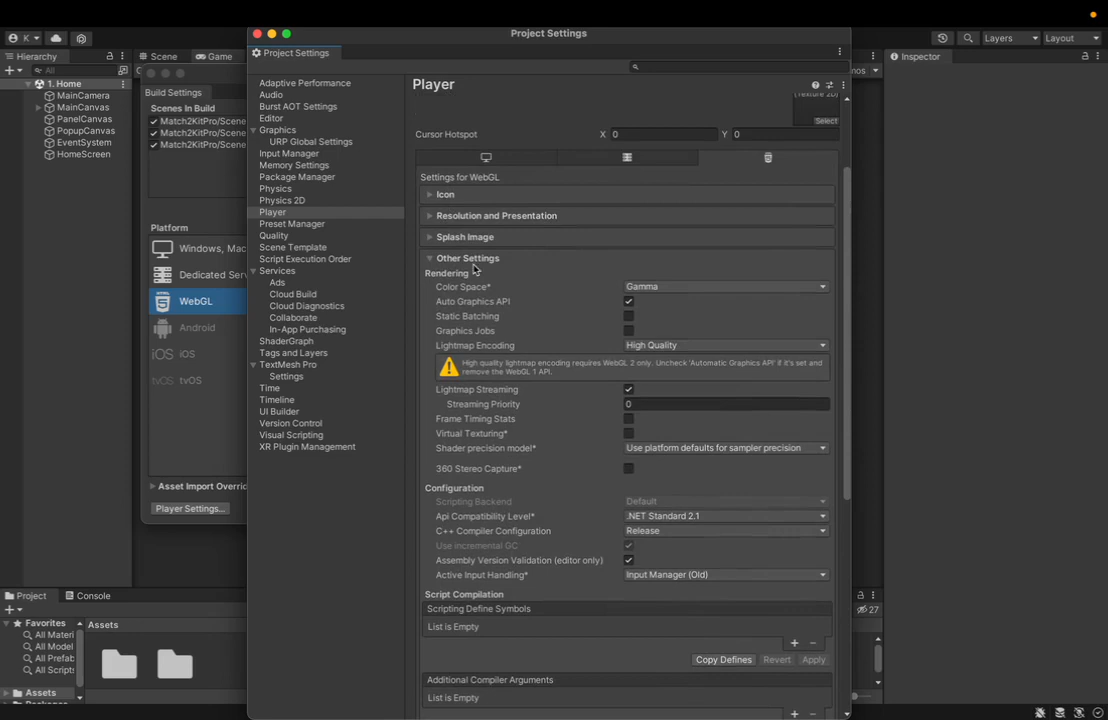 Project Settings
K
Layers
Layout
Hierarchy
Scene
Game
Project Settings
Inspector
All
1. Home
MainCamera
MainCanvas
PanelCanvas
PopupCanvas
EventSystem
HomeScreen
Build Settings
Scenes In Build
Match2KitPro/Scene
Match2KitPro/Scene
Match2KitPro/Scene
Platform
Windows, Mac
Dedicated Serv
WebGL
Android
iOS iOS
tvOS tvOS
Asset Import Overric
Player Settings...
Adaptive Performance
Audio
Burst AOT Settings
Editor
Graphics
URP Global Settings
Input Manager
Memory Settings
Package Manager
Physics
Physics 2D
Player
Preset Manager
Quality
Scene Template
Script Execution Order
Services
Ads
Cloud Build
Cloud Diagnostics
Collaborate
In-App Purchasing
ShaderGraph
Tags and Layers
TextMesh Pro
Settings
Time
Timeline
UI Builder
Version Control
Visual Scripting
XR Plugin Management
Player
(Texture 2D)
Select
Cursor Hotspot X 0 Y 0
Settings for WebGL
Icon
Resolution and Presentation
Splash Image
Other Settings
Rendering
Color Space* Gamma
Auto Graphics API
Static Batching
Graphics Jobs
Lightmap Encoding High Quality
High quality lightmap encoding requires WebGL 2 only. Uncheck 'Automatic Graphics API' if it's set and
remove the WebGL 1 API.
Lightmap Streaming
Streaming Priority 0
Frame Timing Stats
Virtual Texturing*
Shader precision model* Use platform defaults for sampler precision
360 Stereo Capture*
Configuration
Scripting Backend Default
Api Compatibility Level* .NET Standard 2.1
C++ Compiler Configuration Release
Use incremental GC
Assembly Version Validation (editor only)
Active Input Handling* Input Manager (Old)
Script Compilation
Scripting Define Symbols
List is Empty
Copy Defines Revert Apply
Additional Compiler Arguments
List is Empty
Project
Console
27
Favorites
All Materi
All Model
All Prefab
All Scripts
Assets
Assets